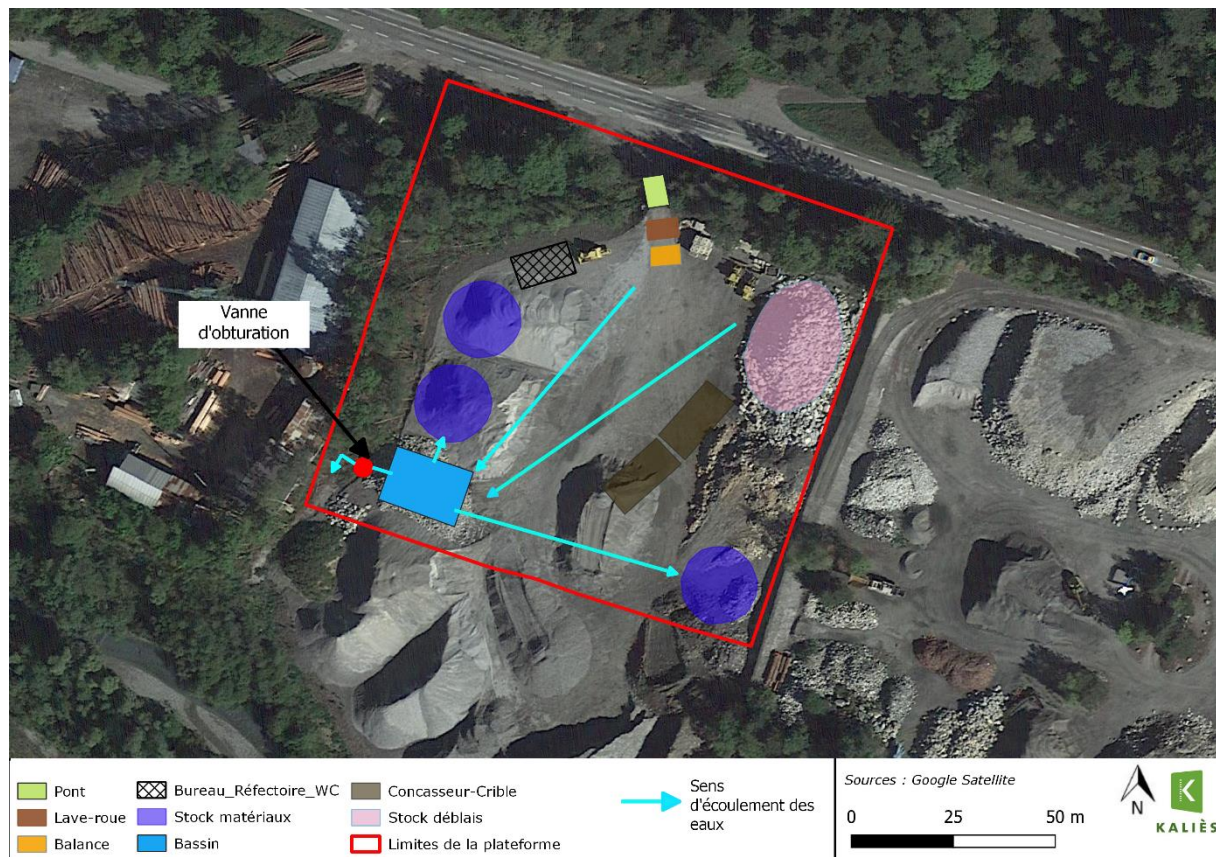 Vanne
d'obturation
Pont
Bureau_Réfectoire_WC
Concasseur-Crible
Sens
d'écoulement des
eaux
Lave-roue
Stock matériaux
Stock déblais
Balance
Bassin
Limites de la plateforme
Sources : Google Satellite
0 25 50 m
N
KALIÈS